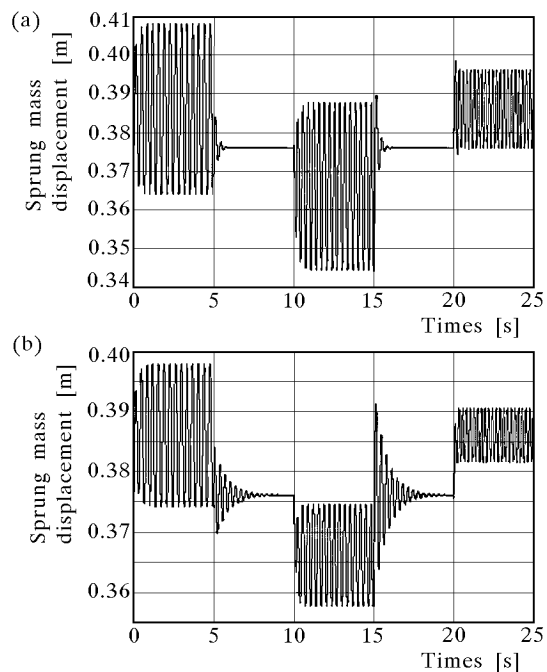 (a)
Sprung mass
displacement [m]
0.41
0.40
0.39
0.38
0.37
0.36
0.35
0.34
0 5 10 15 20 25
Times [s]
(b)
Sprung mass
displacement [m]
0.40
0.39
0.38
0.37
0.36
0 5 10 15 20 25
Times [s]